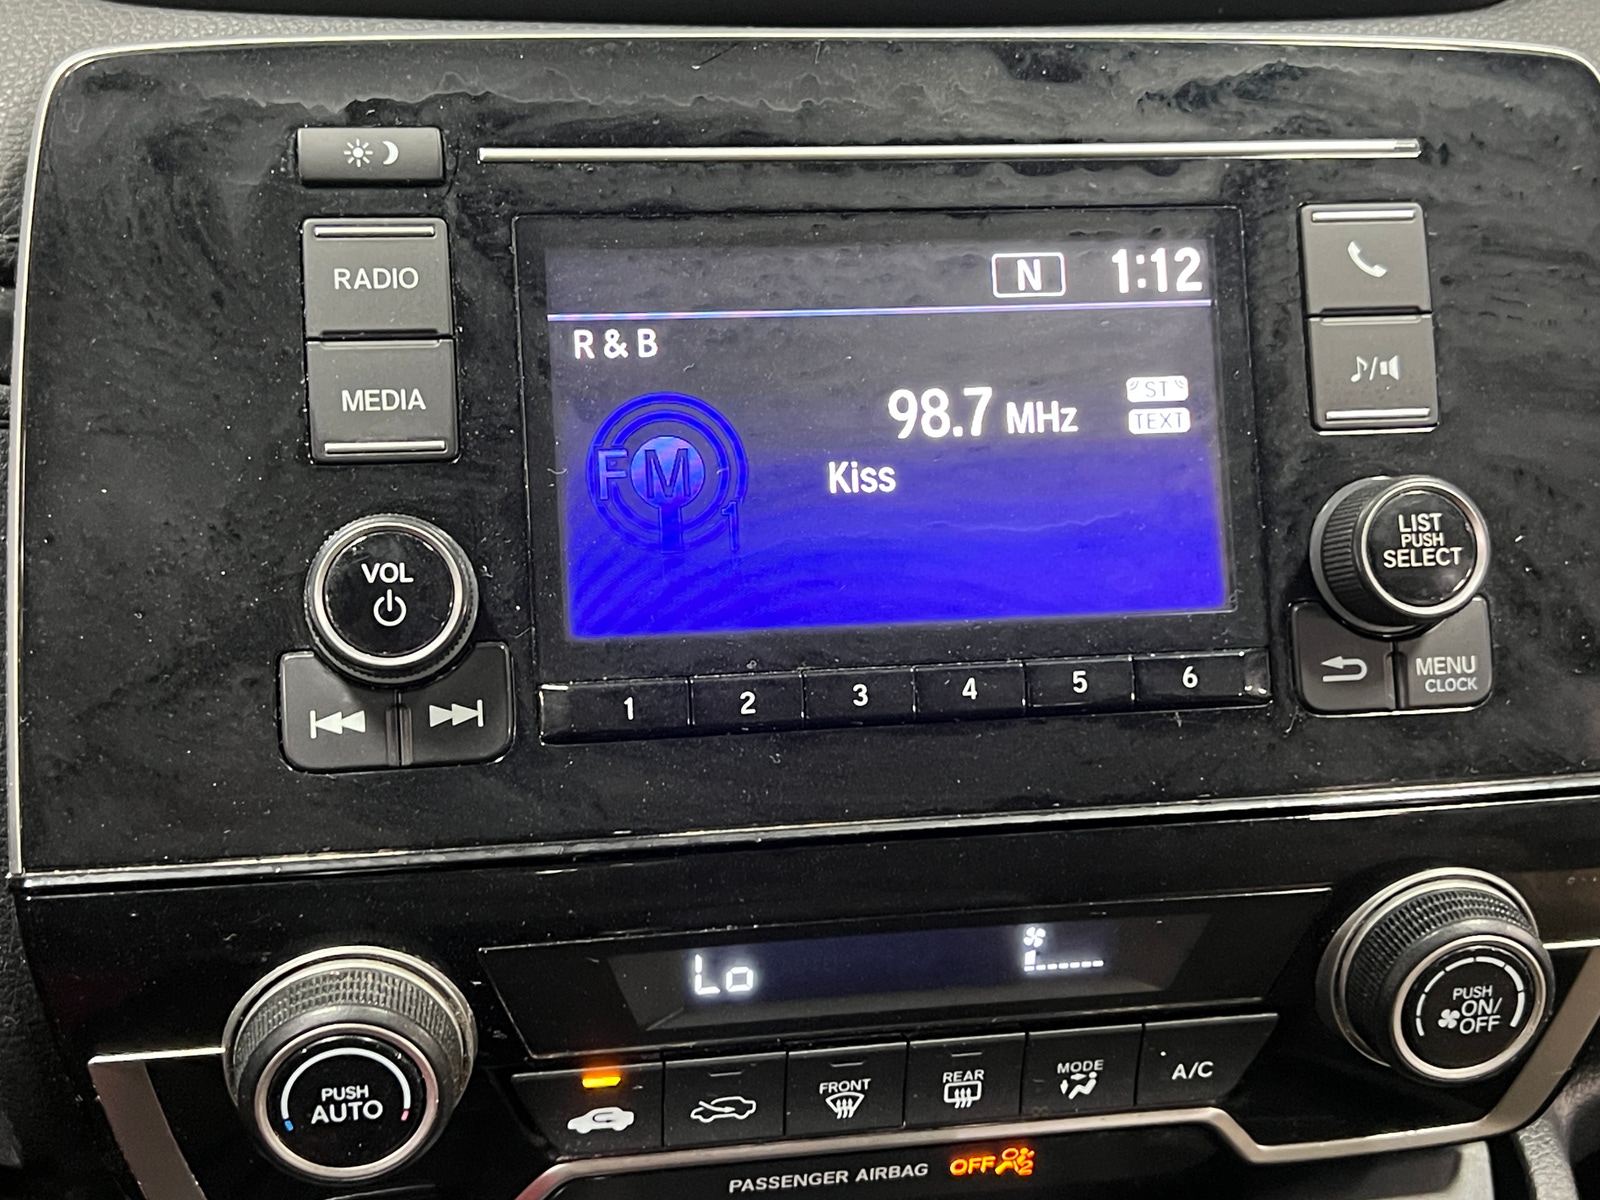 N 1:12
R & B
98.7 MHz
ST
TEXT
FM
1
Kiss
RADIO
MEDIA
VOL
LIST
PUSH
SELECT
MENU
CLOCK
1 2 3 4 5 6
Lo
PUSH
AUTO
FRONT
REAR
MODE
A/C
PUSH
ON/
OFF
PASSENGER AIRBAG OFF 2